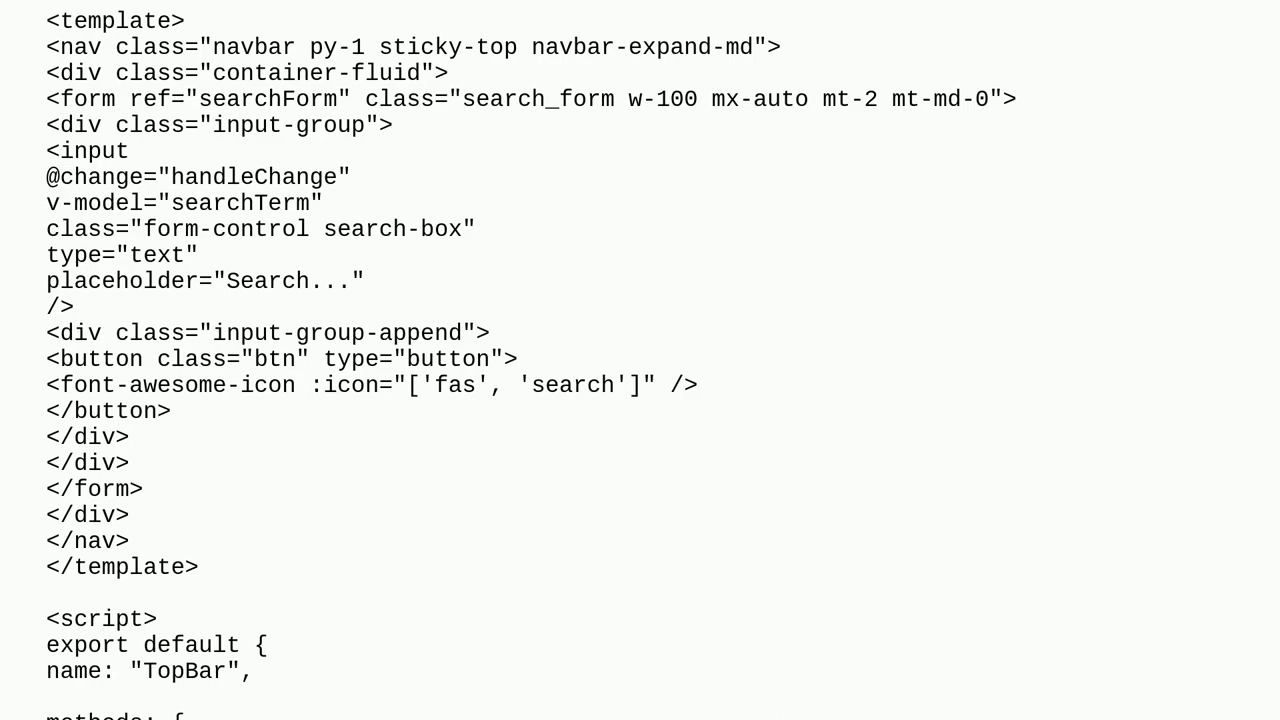 <template>
<nav class="navbar py-1 sticky-top navbar-expand-md">
<div class="container-fluid">
<form ref="searchForm" class="search_form w-100 mx-auto mt-2 mt-md-0">
<div class="input-group">
<input
@change="handleChange"
v-model="searchTerm"
class="form-control search-box"
type="text"
placeholder="Search..."
/>
<div class="input-group-append">
<button class="btn" type="button">
<font-awesome-icon :icon="['fas', 'search']" />
</button>
</div>
</div>
</form>
</div>
</nav>
</template>

<script>
export default {
name: "TopBar",

methods: {